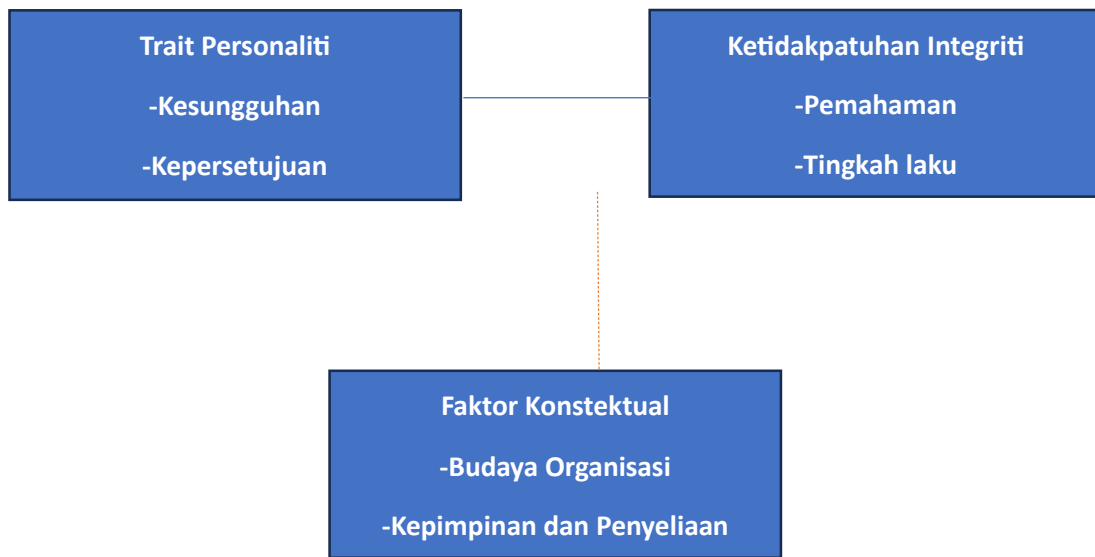 Trait Personaliti
-Kesungguhan
-Kepersetujuan
Ketidakpatuhan Integriti
-Pemahaman
-Tingkah laku
Faktor Konstektual
-Budaya Organisasi
-Kepimpinan dan Penyeliaan